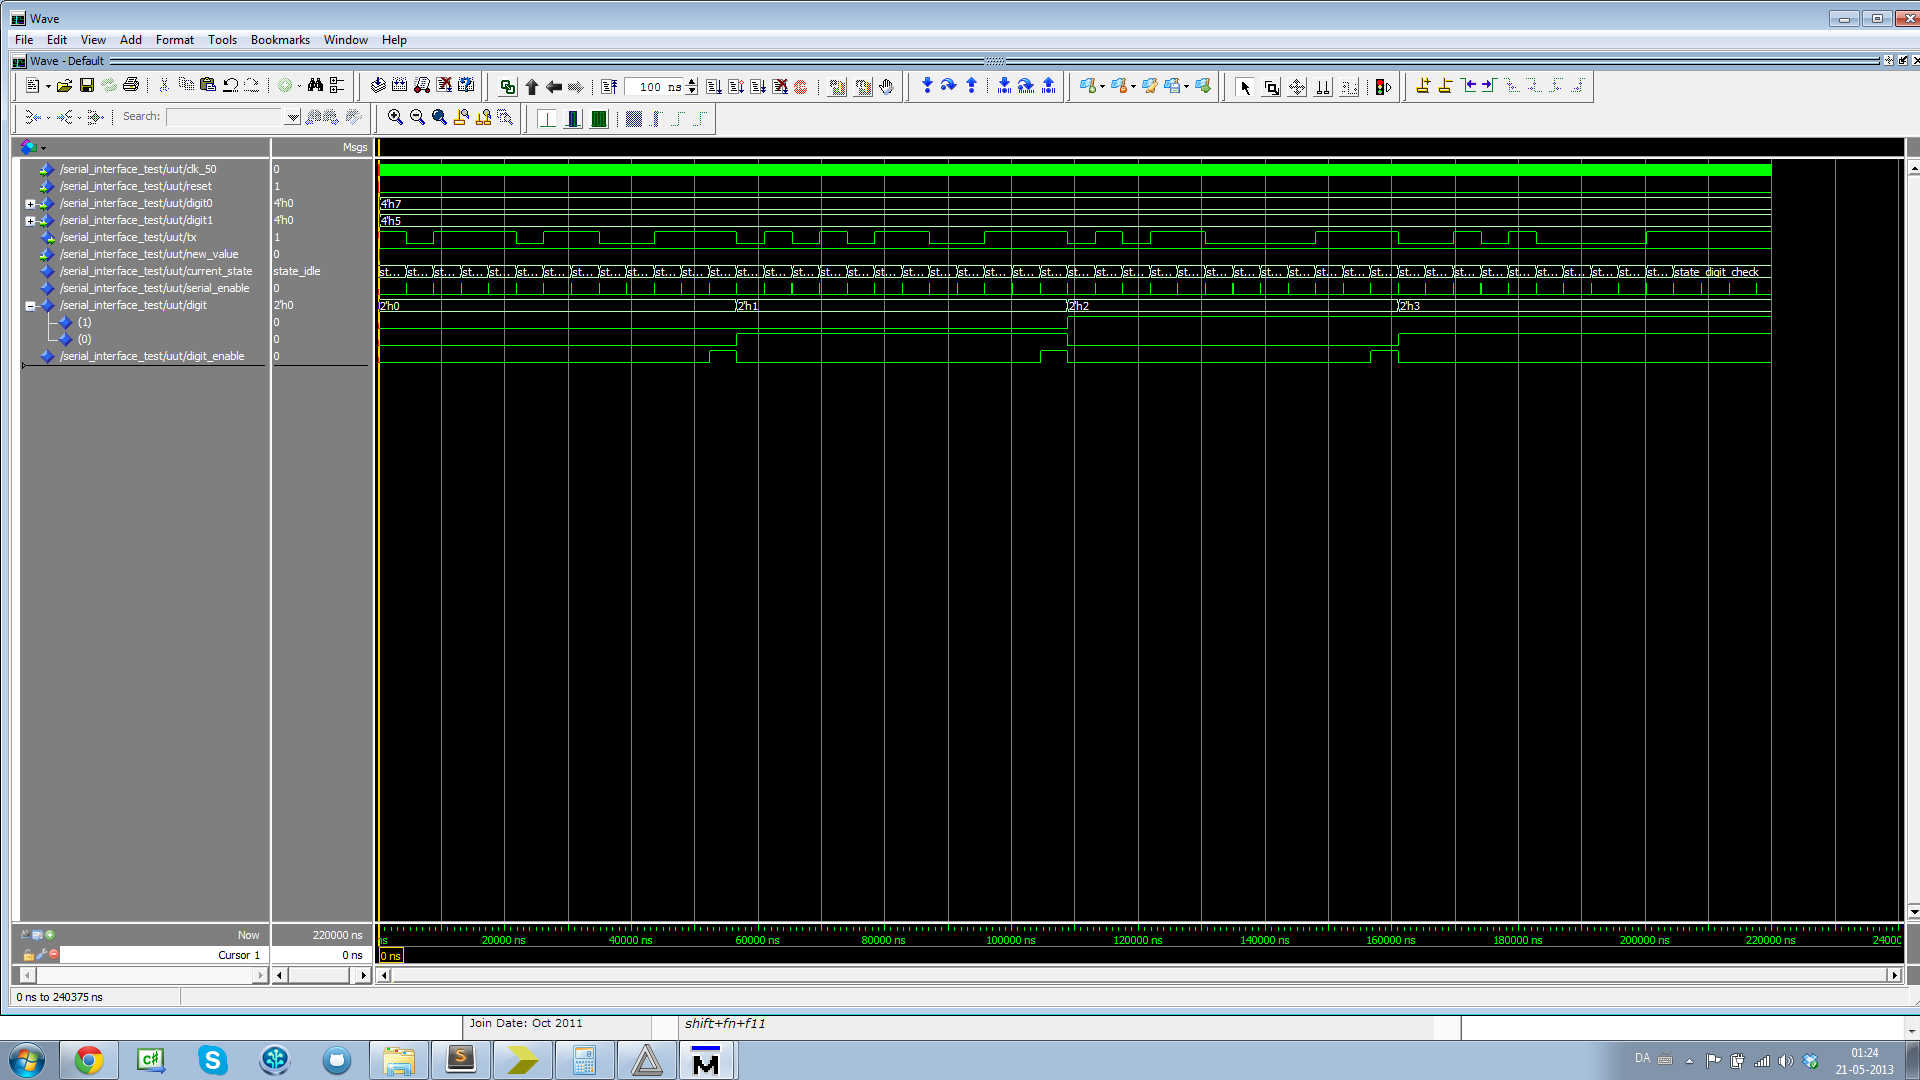 Wave
File Edit View Add Format Tools Bookmarks Window Help
Wave - Default
100 ns
Search:
Msgs
/serial_interface_test/uut/clk_50 0
/serial_interface_test/uut/reset 1
/serial_interface_test/uut/digit0 4'h0 4'h7
/serial_interface_test/uut/digit1 4'h0 4'h5
/serial_interface_test/uut/tx 1
/serial_interface_test/uut/new_value 0
/serial_interface_test/uut/current_state state_idle st... st... st... st... st... st... st... st... st... st... st... st... st... st... st... st... st... st... st... st... st... st... st... st... st... st... st... st... st... st... st... st... st... st... st... st... st... st... st... st... st... st... st... st... st... st... st... state_digit_check
/serial_interface_test/uut/serial_enable 0
/serial_interface_test/uut/digit 2'h0 2'h0 2'h1 2'h2 2'h3
(1) 0
(0) 0
/serial_interface_test/uut/digit_enable 0
Now 220000 ns ns 20000 ns 40000 ns 60000 ns 80000 ns 100000 ns 120000 ns 140000 ns 160000 ns 180000 ns 200000 ns 220000 ns 24000
Cursor 1 0 ns 0 ns
0 ns to 240375 ns
Join Date: Oct 2011 shift+fn+f11
C# S S M DA 01:24
21-05-2013